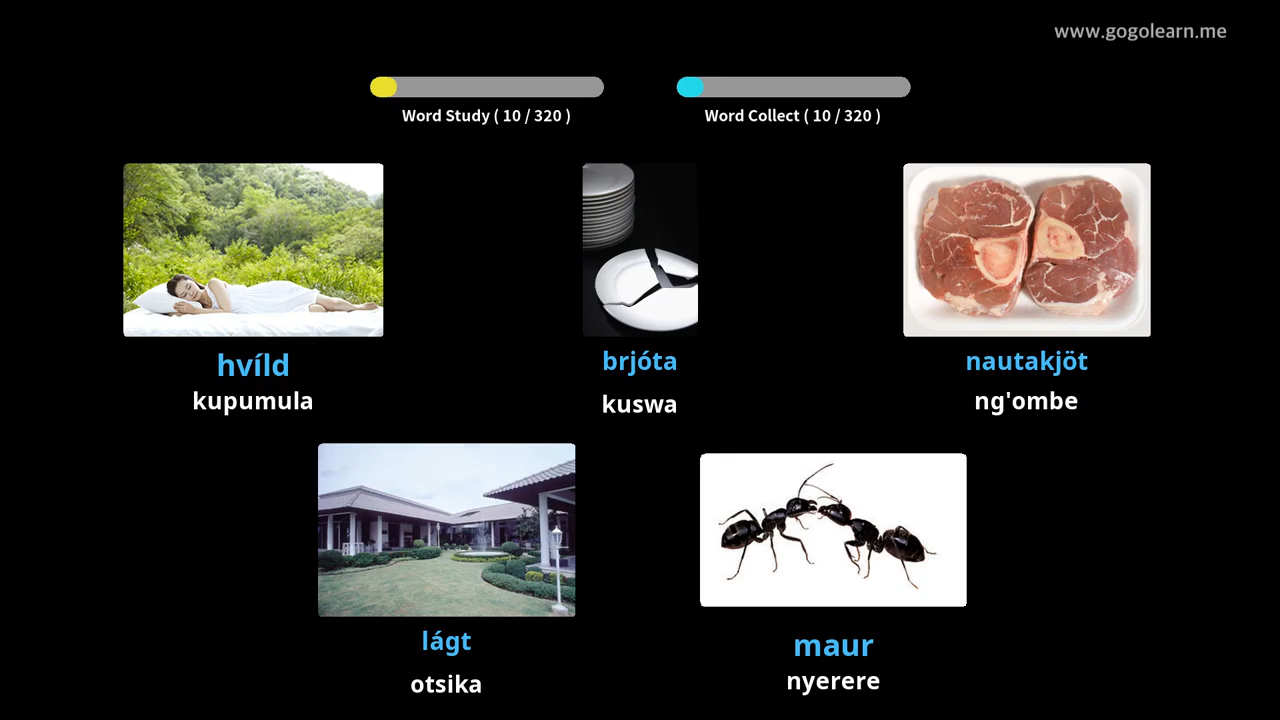 www.gogolearn.me
Word Study ( 10 / 320 )
Word Collect ( 10 / 320 )
hvíld
kupumula
brjóta
kuswa
nautakjöt
ng'ombe
lágt
otsika
maur
nyerere